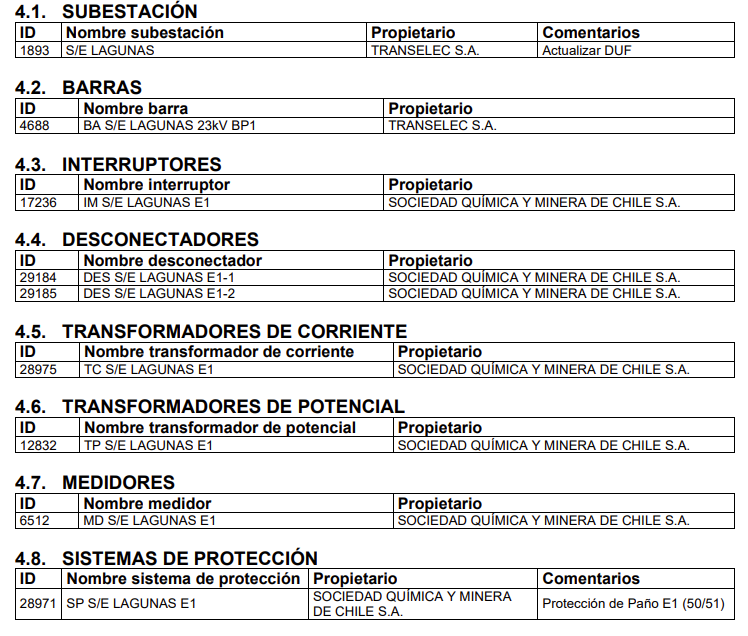 4.1. SUBESTACIÓN
ID Nombre subestación Propietario Comentarios
1893 S/E LAGUNAS TRANSELEC S.A. Actualizar DUF
4.2. BARRAS
ID Nombre barra Propietario
4688 BA S/E LAGUNAS 23kV BP1 TRANSELEC S.A.
4.3. INTERRUPTORES
ID Nombre interruptor Propietario
17236 IM S/E LAGUNAS E1 SOCIEDAD QUÍMICA Y MINERA DE CHILE S.A.
4.4. DESCONECTADORES
ID Nombre desconectador Propietario
29184 DES S/E LAGUNAS E1-1 SOCIEDAD QUÍMICA Y MINERA DE CHILE S.A.
29185 DES S/E LAGUNAS E1-2 SOCIEDAD QUÍMICA Y MINERA DE CHILE S.A.
4.5. TRANSFORMADORES DE CORRIENTE
ID Nombre transformador de corriente Propietario
28975 TC S/E LAGUNAS E1 SOCIEDAD QUÍMICA Y MINERA DE CHILE S.A.
4.6. TRANSFORMADORES DE POTENCIAL
ID Nombre transformador de potencial Propietario
12832 TP S/E LAGUNAS E1 SOCIEDAD QUÍMICA Y MINERA DE CHILE S.A.
4.7. MEDIDORES
ID Nombre medidor Propietario
6512 MD S/E LAGUNAS E1 SOCIEDAD QUÍMICA Y MINERA DE CHILE S.A.
4.8. SISTEMAS DE PROTECCIÓN
ID Nombre sistema de protección Propietario Comentarios
28971 SP S/E LAGUNAS E1 SOCIEDAD QUÍMICA Y MINERA
DE CHILE S.A. Protección de Paño E1 (50/51)